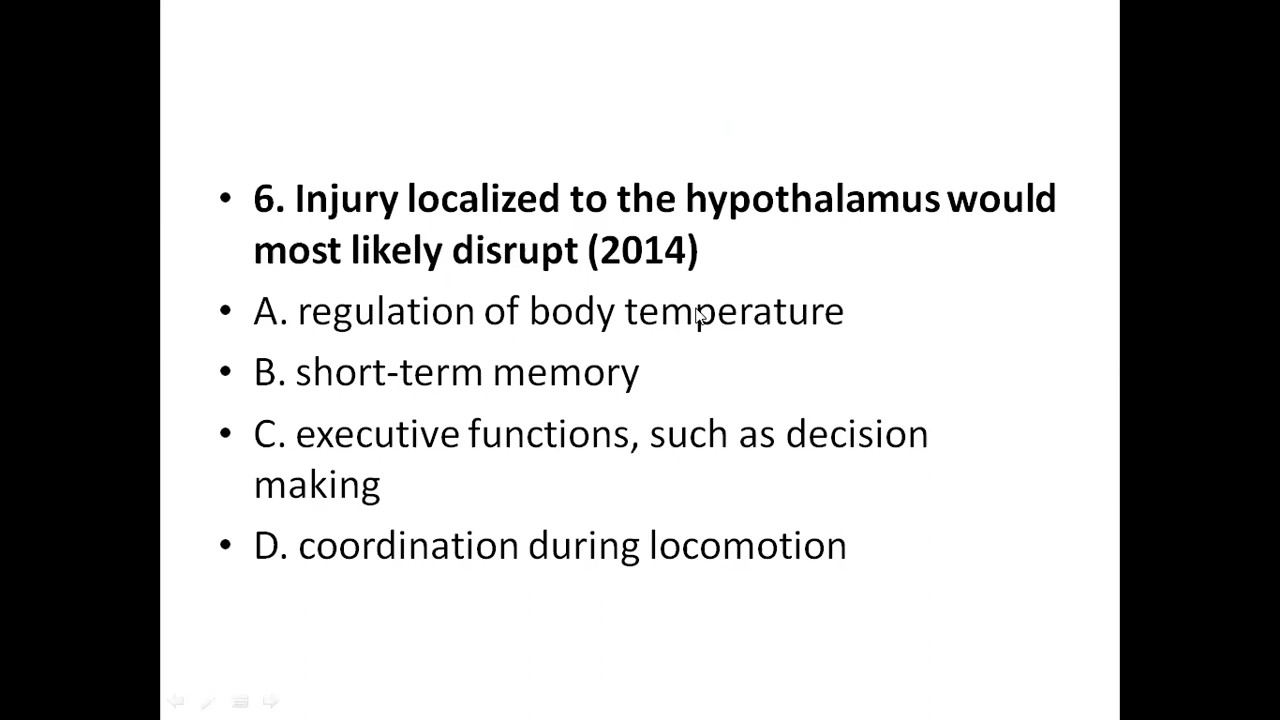 • 6. Injury localized to the hypothalamus would
most likely disrupt (2014)
• A. regulation of body temperature
• B. short-term memory
• C. executive functions, such as decision
making
• D. coordination during locomotion